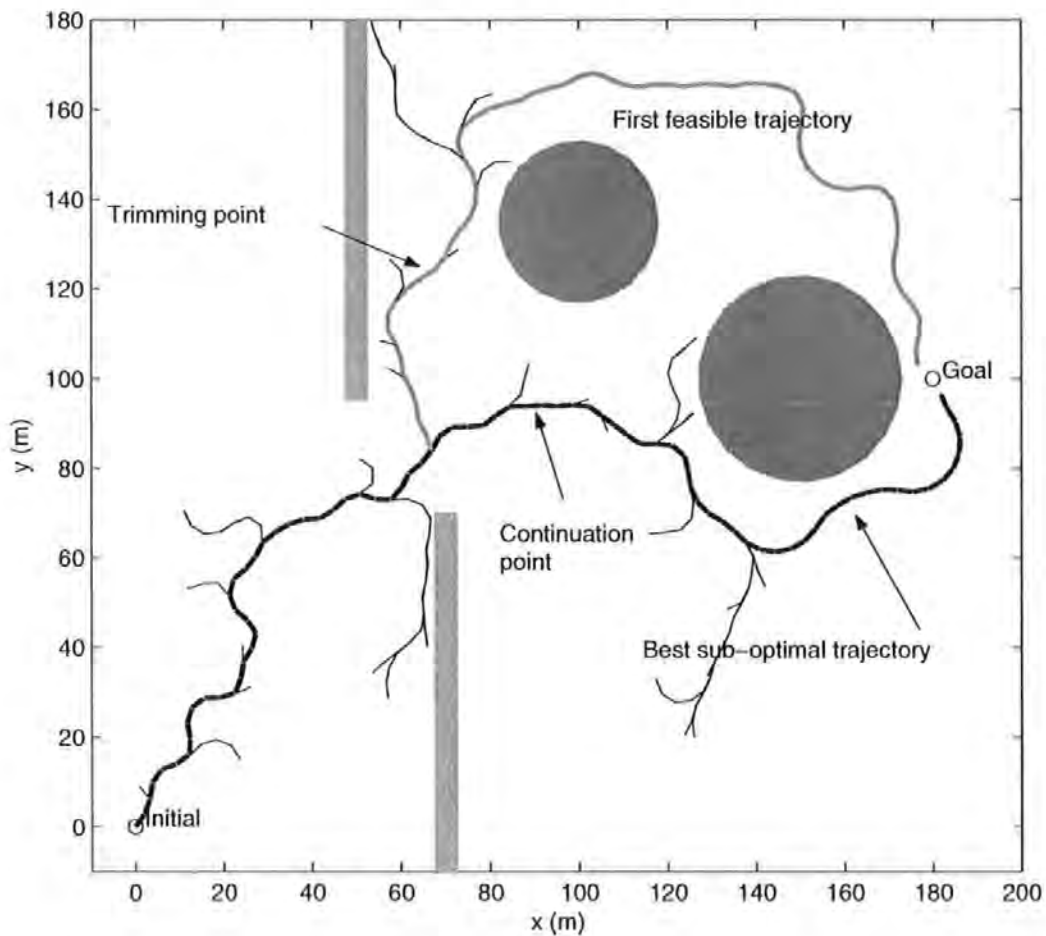 180
160
140
120
100
80
60
40
20
0
y (m)
First feasible trajectory
Trimming point
Goal
Continuation
point
Best sub-optimal trajectory
Initial
0
20
40
60
80
100
120
140
160
180
200
x (m)